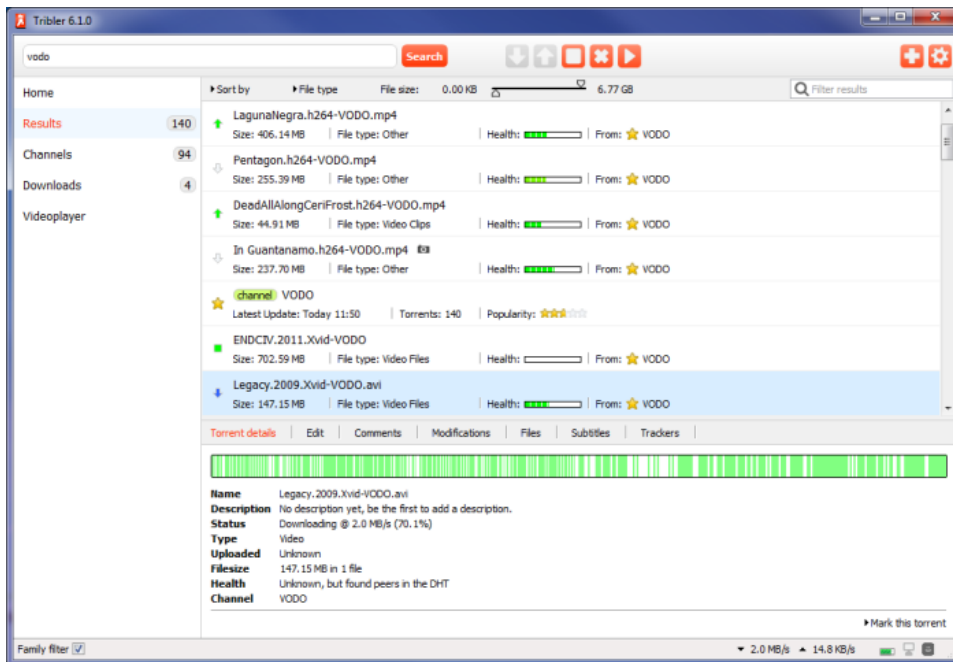 Tribler 6.1.0
vodo Search
Home
Results 140
Channels 94
Downloads 4
Videoplayer
Sort by File type File size: 0.00 KB 6.77 GB Filter results
LagunaNegra.h264-VODO.mp4
Size: 406.14 MB File type: Other Health: From: VODO
Pentagon.h264-VODO.mp4
Size: 255.39 MB File type: Other Health: From: VODO
DeadAllAlongCeriFrost.h264-VODO.mp4
Size: 44.91 MB File type: Video Clips Health: From: VODO
In Guantanamo.h264-VODO.mp4
Size: 237.70 MB File type: Other Health: From: VODO
channel VODO
Latest Update: Today 11:50 Torrents: 140 Popularity:
ENDCIV.2011.Xvid-VODO
Size: 702.59 MB File type: Video Files Health: From: VODO
Legacy.2009.Xvid-VODO.avi
Size: 147.15 MB File type: Video Files Health: From: VODO
Torrent details Edit Comments Modifications Files Subtitles Trackers
Name Legacy.2009.Xvid-VODO.avi
Description No description yet, be the first to add a description.
Status Downloading @ 2.0 MB/s (70.1%)
Type Video
Uploaded Unknown
Filesize 147.15 MB in 1 file
Health Unknown, but found peers in the DHT
Channel VODO
Mark this torrent
Family filter 2.0 MB/s 14.8 KB/s